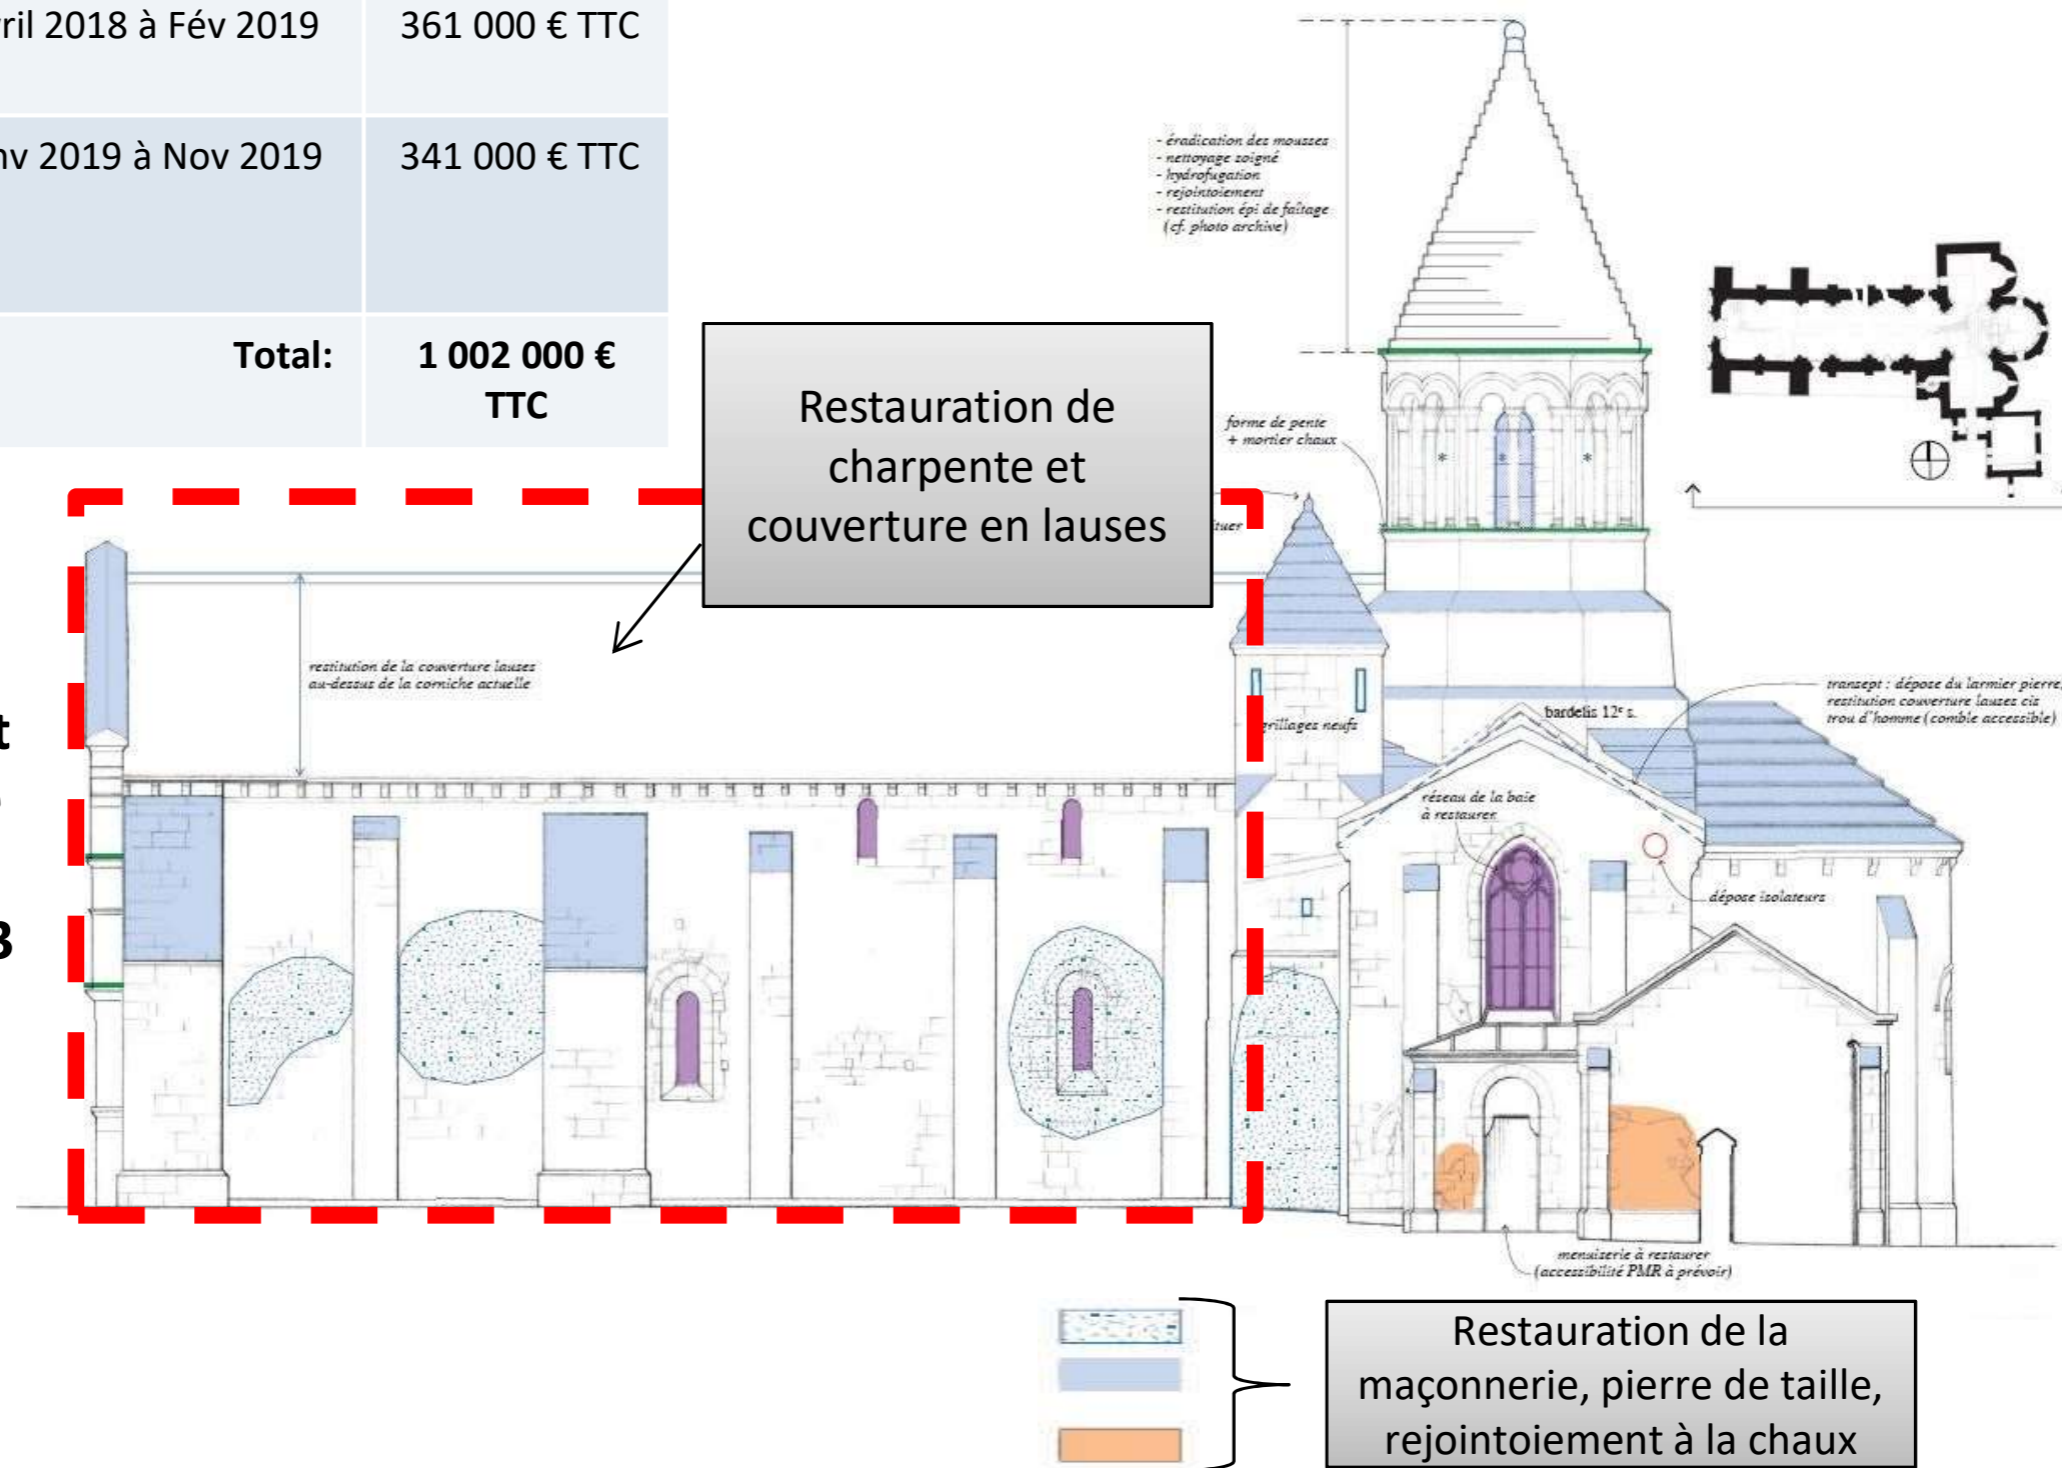 ril 2018 à Fév 2019
361 000 € TTC
nv 2019 à Nov 2019
341 000 € TTC
Total:
1 002 000 €
TTC
- éradication des mousses
- nettoyage soigné
- hydrofugation
- rejointoiement
- restitution épi de faîtage
(cf. photo archive)
Restauration de
charpente et
couverture en lauses
forme de pente
+ mortier chaux
tuer
restitution de la couverture lauses
au-dessus de la corniche actuelle
grillages neufs
bardelis 12e s.
transept : dépose du larmier pierre,
restitution couverture lauses cis
trou d'homme (comble accessible)
réseau de la baie
à restaurer
dépose isolateurs
t
3
menuiserie à restaurer
(accessibilité PMR à prévoir)
Restauration de la
maçonnerie, pierre de taille,
rejointoiement à la chaux